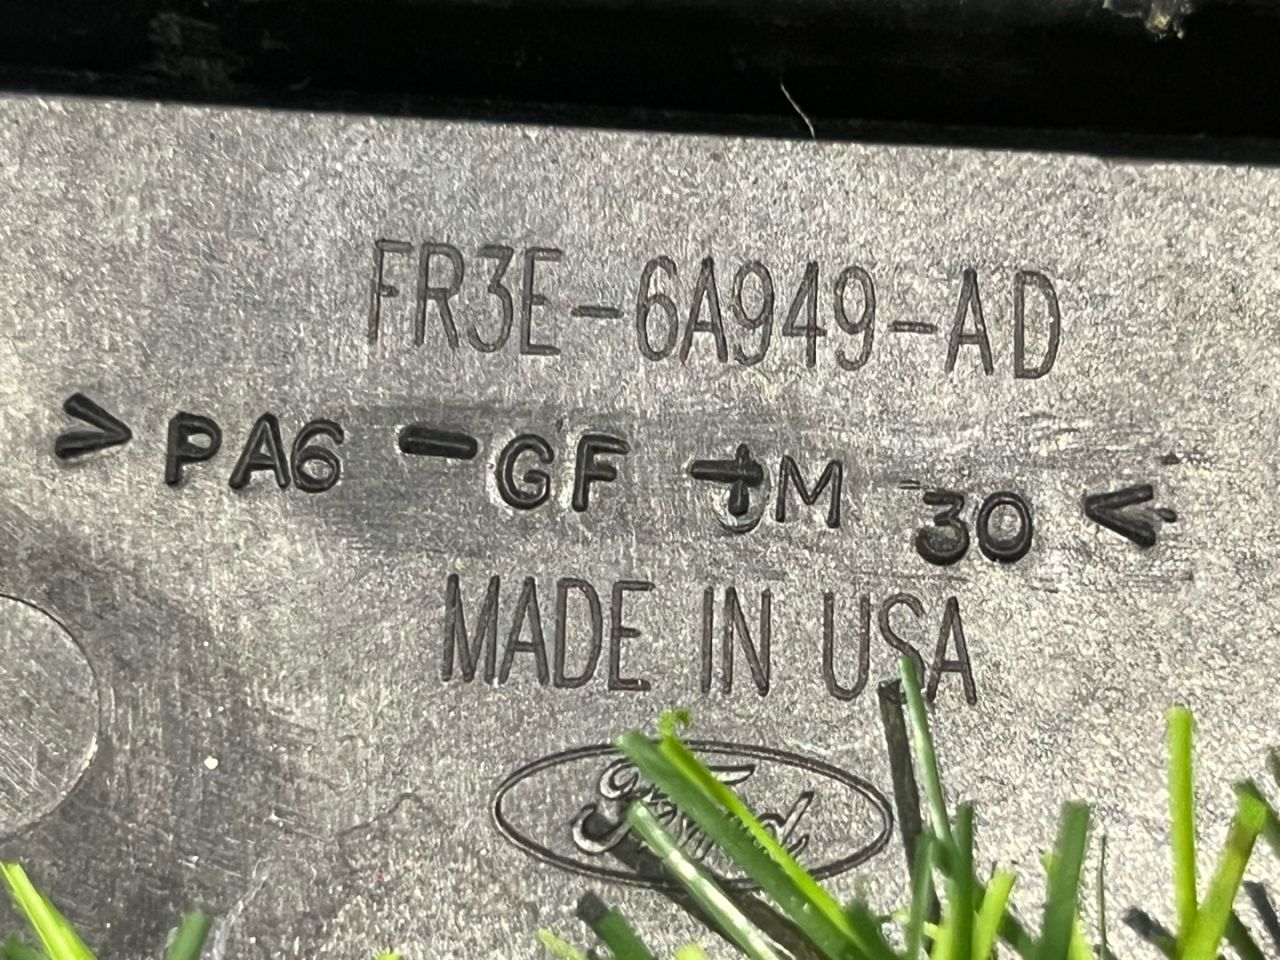 FR3E-6A949-AD
>PA6 -GF +M 30<
MADE IN USA
Ford